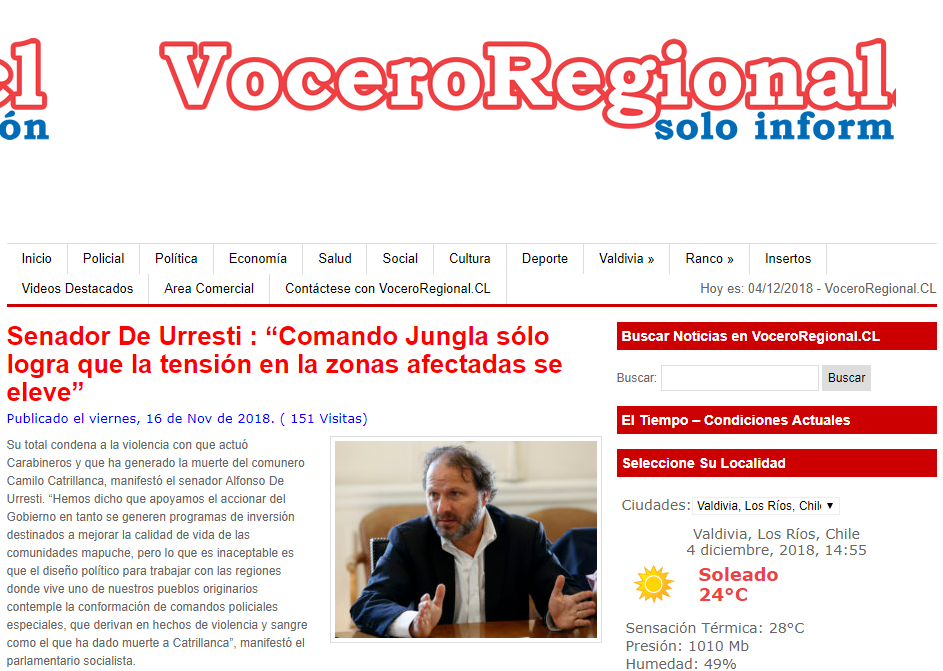 cl
VoceroRegional
ón
solo inform
Inicio
Policial
Política
Economía
Salud
Social
Cultura
Deporte
Valdivia »
Ranco »
Insertos
Videos Destacados
Area Comercial
Contáctese con VoceroRegional.CL
Hoy es: 04/12/2018 - VoceroRegional.CL
Senador De Urresti : “Comando Jungla sólo
logra que la tensión en la zonas afectadas se
eleve”
Publicado el viernes, 16 de Nov de 2018. ( 151 Visitas)
Su total condena a la violencia con que actuó
Carabineros y que ha generado la muerte del comunero
Camilo Catrillanca, manifestó el senador Alfonso De
Urresti. “Hemos dicho que apoyamos el accionar del
Gobierno en tanto se generen programas de inversión
destinados a mejorar la calidad de vida de las
comunidades mapuche, pero lo que es inaceptable es
que el diseño político para trabajar con las regiones
donde vive uno de nuestros pueblos originarios
contemple la conformación de comandos policiales
especiales, que derivan en hechos de violencia y sangre
como el que ha dado muerte a Catrillanca”, manifestó el
parlamentario socialista.
Buscar Noticias en VoceroRegional.CL
Buscar:
Buscar
El Tiempo – Condiciones Actuales
Seleccione Su Localidad
Ciudades: Valdivia, Los Ríos, Chile
Valdivia, Los Ríos, Chile
4 diciembre, 2018, 14:55
Soleado
24°C
Sensación Térmica: 28°C
Presión: 1010 Mb
Humedad: 49%